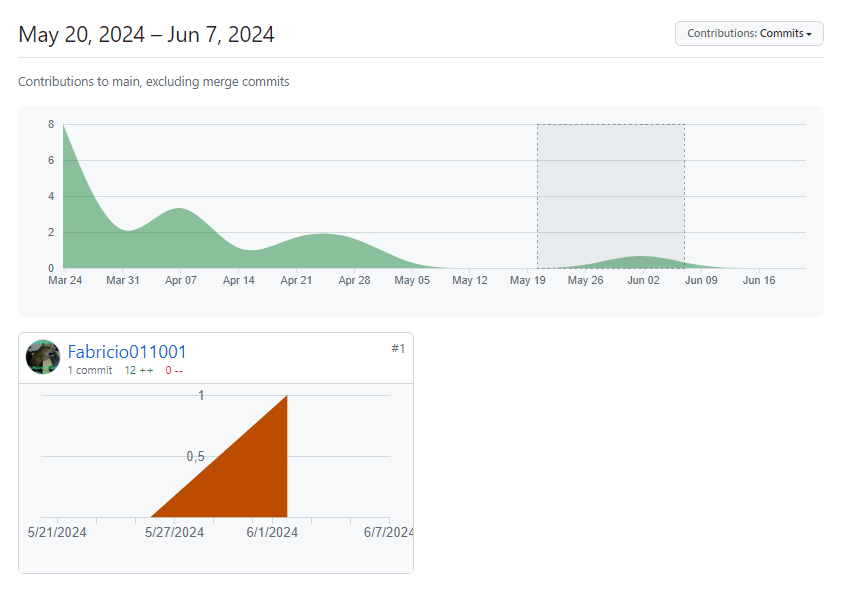 May 20, 2024 – Jun 7, 2024
Contributions: Commits
Contributions to main, excluding merge commits
8
6
4
2
0
Mar 24 Mar 31 Apr 07 Apr 14 Apr 21 Apr 28 May 05 May 12 May 19 May 26 Jun 02 Jun 09 Jun 16
Fabricio011001 #1
1 commit 12 ++ 0 --
1
0,5
5/21/2024 5/27/2024 6/1/2024 6/7/2024